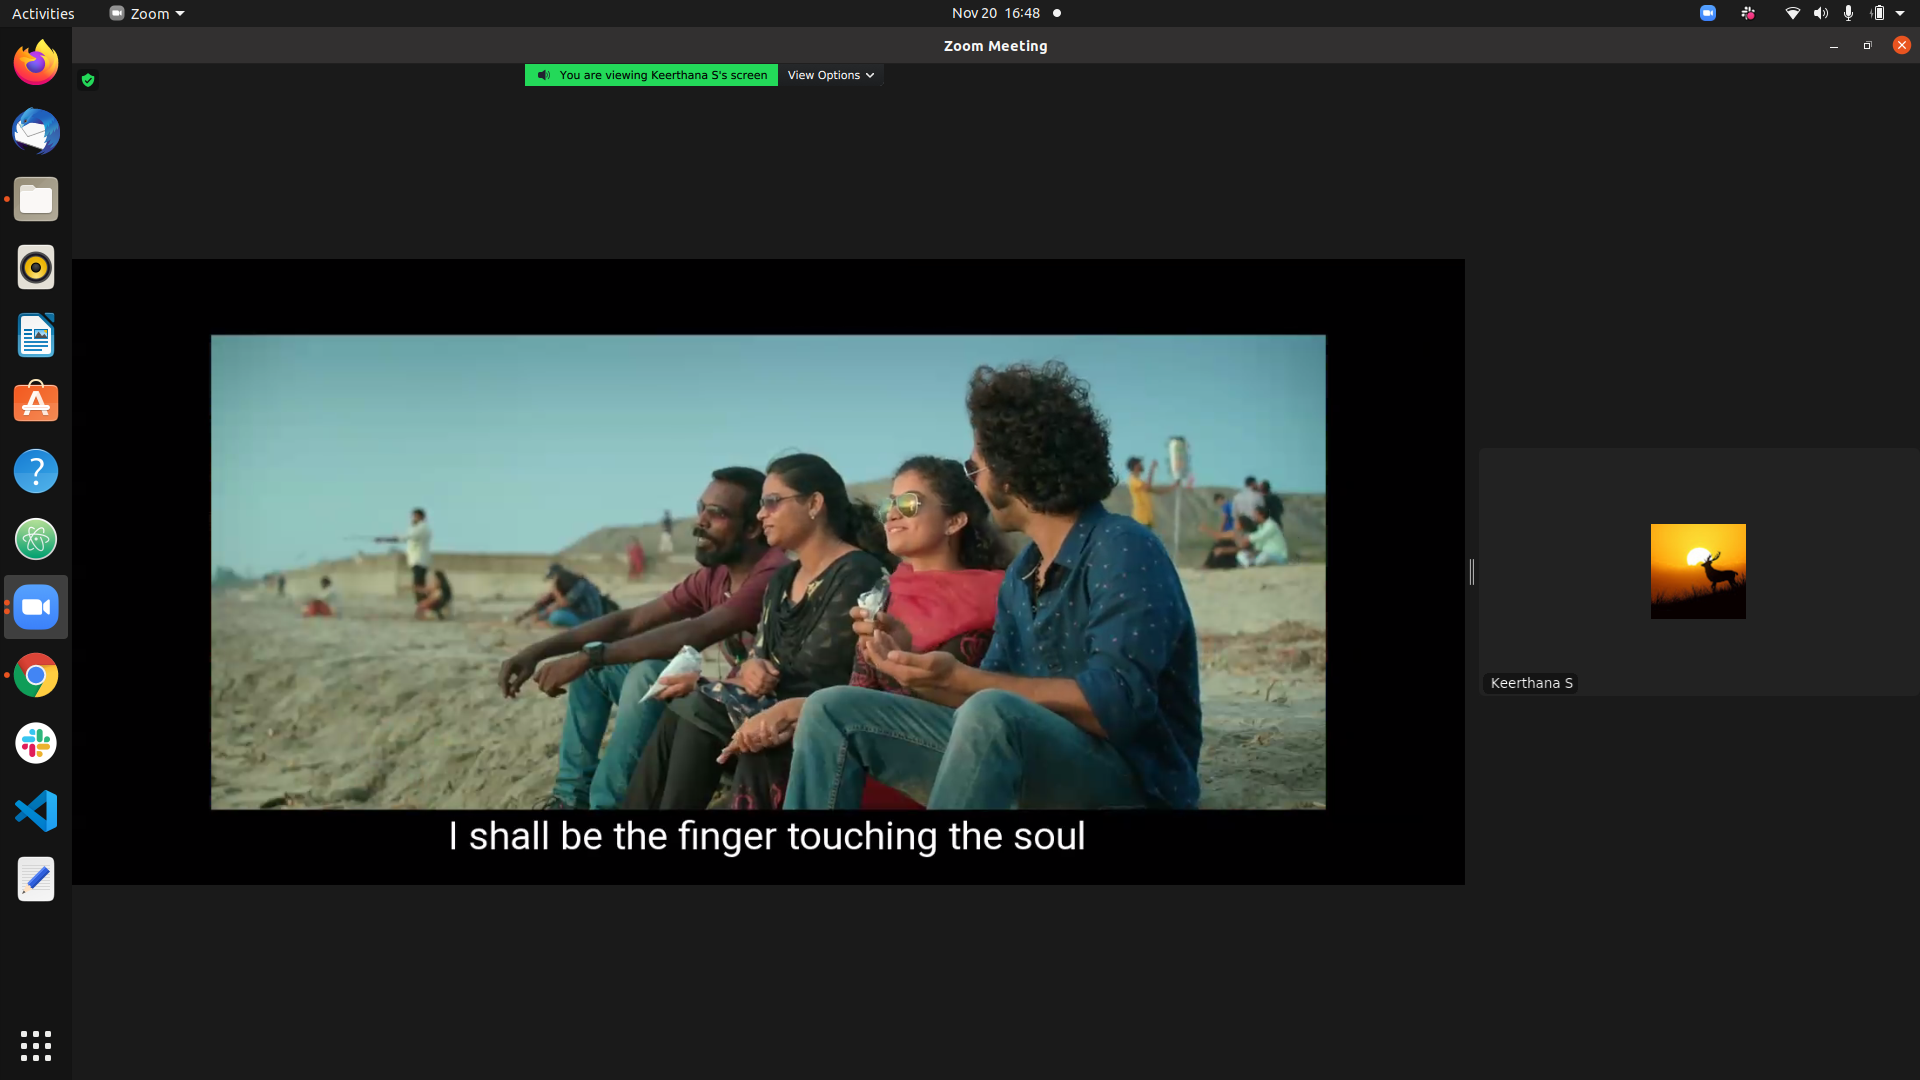 Activities
Zoom
Nov 20 16:48
Zoom Meeting
You are viewing Keerthana S's screen
View Options
I shall be the finger touching the soul
Keerthana S